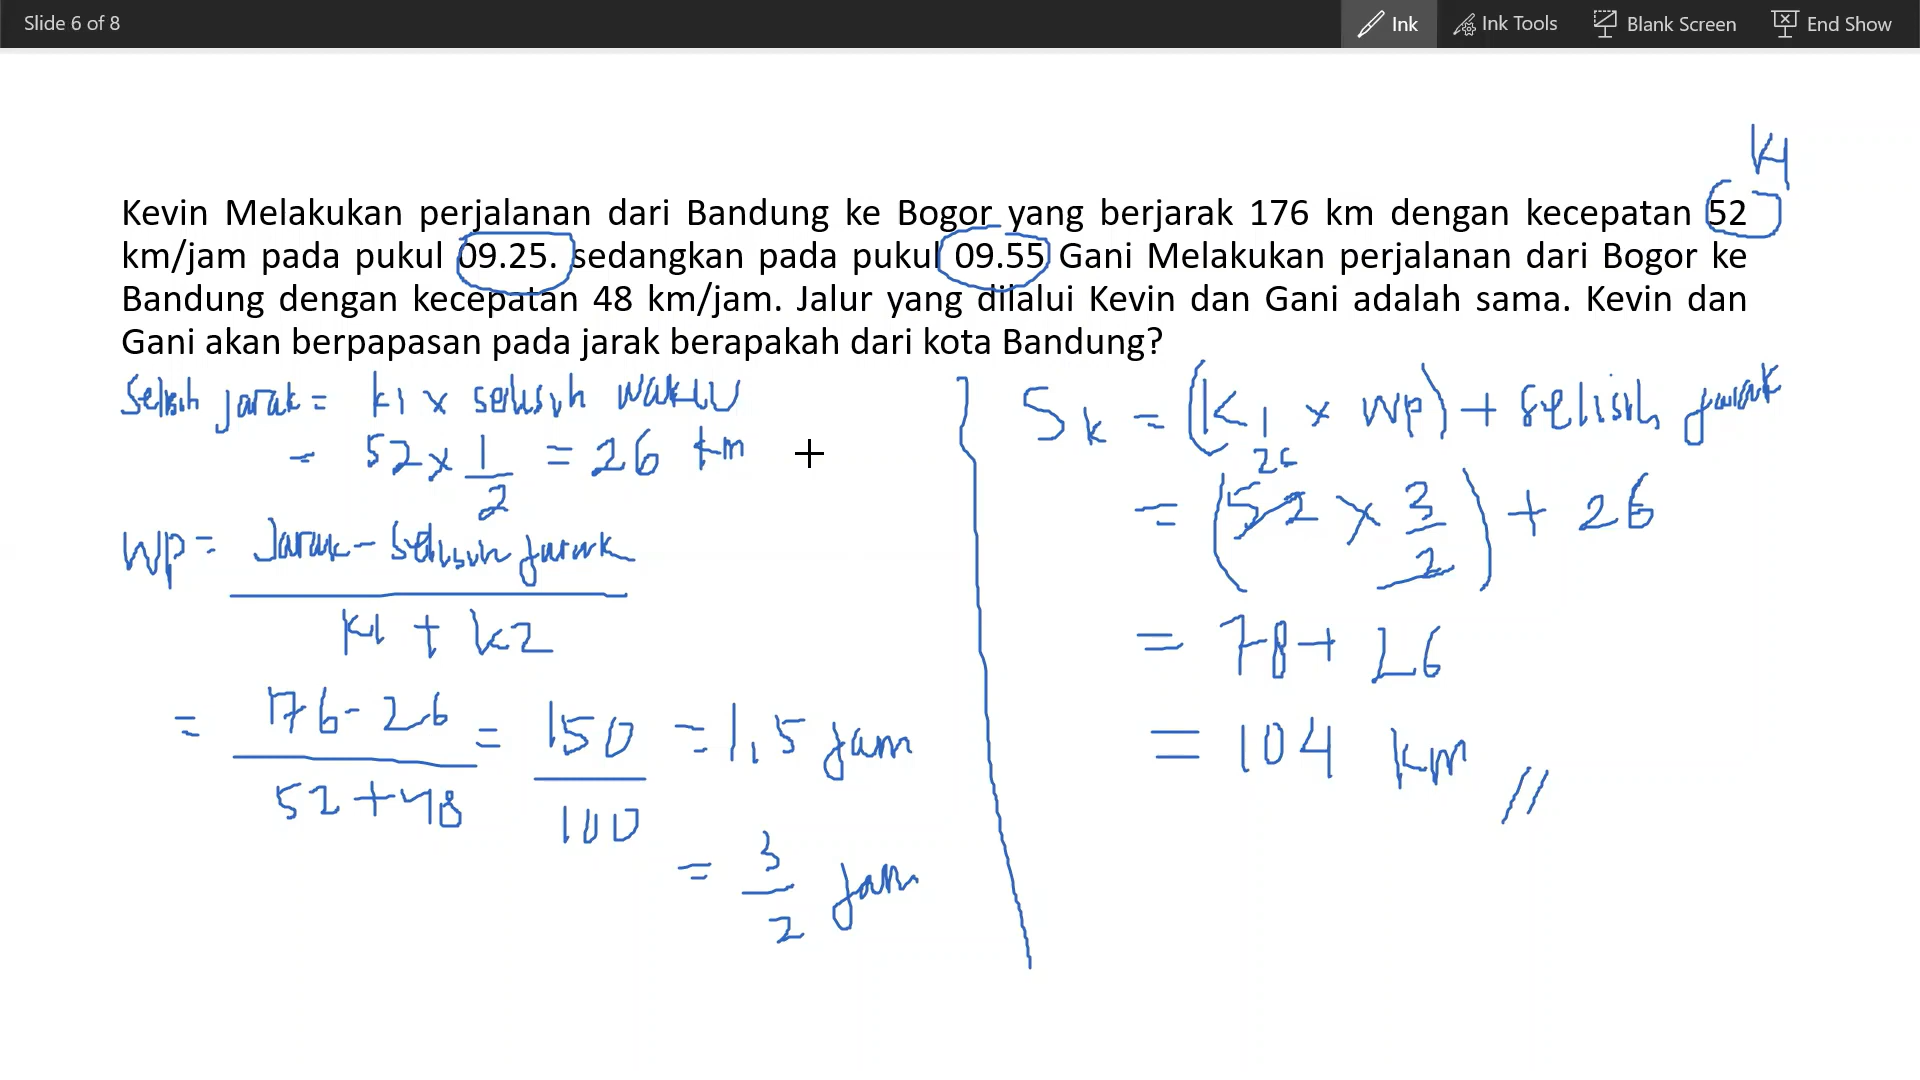 Slide 6 of 8
Ink
Ink Tools
Blank Screen
End Show
K1
Kevin Melakukan perjalanan dari Bandung ke Bogor yang berjarak 176 km dengan kecepatan 52
km/jam pada pukul 09.25. sedangkan pada pukul 09.55 Gani Melakukan perjalanan dari Bogor ke
Bandung dengan kecepatan 48 km/jam. Jalur yang dilalui Kevin dan Gani adalah sama. Kevin dan
Gani akan berpapasan pada jarak berapakah dari kota Bandung?
Selisih jarak = k1 x selisih waktu
= 52 x 1/2 = 26 km
Wp = Jarak - Selisih jarak
K1 + K2
= 176 - 26 = 150 = 1,5 jam
52 + 48 100
= 3/2 jam
Sk = (K1 x Wp) + selisih jarak
26
= (52 x 3/2) + 26
= 78 + 26
= 104 km //